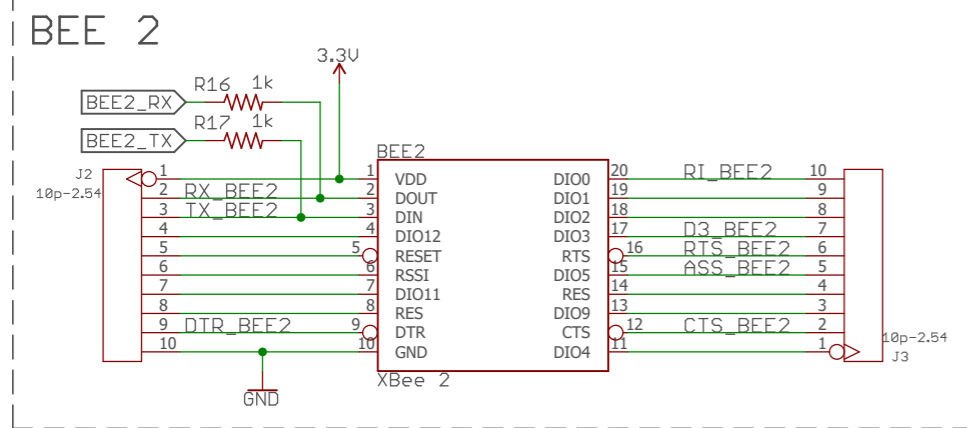 BEE 2
3.3V
R16 1k
BEE2_RX
R17 1k
BEE2_TX
BEE2
J2
10p-2.54
1 1 VDD DIO0 20 RI_BEE2 10
2 RX_BEE2 2 DOUT DIO1 19 9
3 TX_BEE2 3 DIN DIO2 18 8
4 4 DIO12 DIO3 17 D3_BEE2 7
5 5 RESET RTS 16 RTS_BEE2 6
6 6 RSSI DIO5 15 ASS_BEE2 5
7 7 DIO11 RES 14 4
8 8 RES DIO9 13 3
9 DTR_BEE2 9 DTR CTS 12 CTS_BEE2 2
10 10 GND DIO4 11 1
10p-2.54
J3
XBee 2
GND